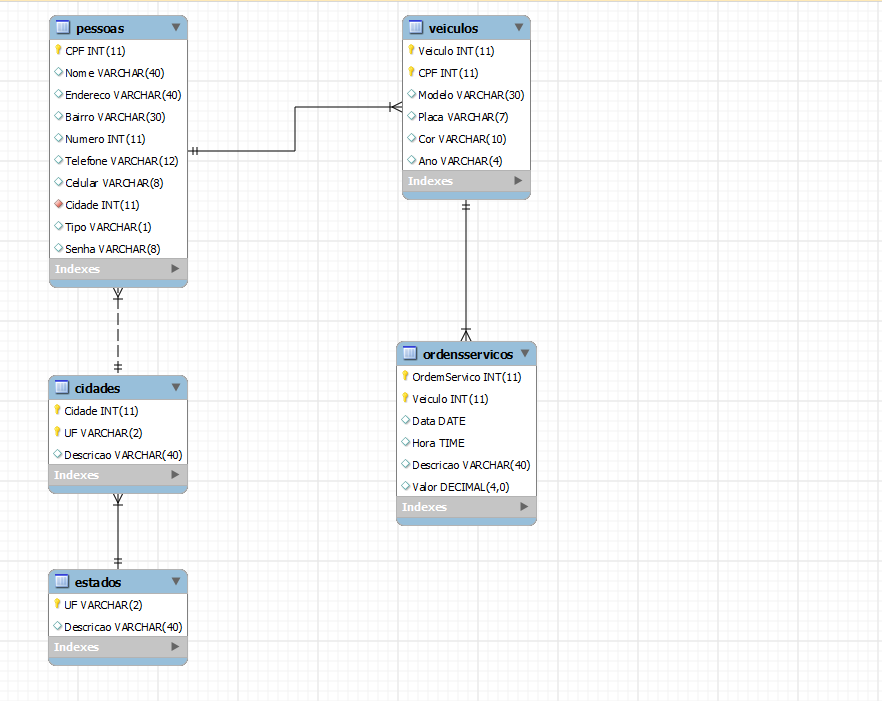 pessoas
CPF INT(11)
Nome VARCHAR(40)
Endereco VARCHAR(40)
Bairro VARCHAR(30)
Numero INT(11)
Telefone VARCHAR(12)
Celular VARCHAR(8)
Cidade INT(11)
Tipo VARCHAR(1)
Senha VARCHAR(8)
Indexes
veiculos
Veiculo INT(11)
CPF INT(11)
Modelo VARCHAR(30)
Placa VARCHAR(7)
Cor VARCHAR(10)
Ano VARCHAR(4)
Indexes
cidades
Cidade INT(11)
UF VARCHAR(2)
Descricao VARCHAR(40)
Indexes
ordensservicos
OrdemServico INT(11)
Veiculo INT(11)
Data DATE
Hora TIME
Descricao VARCHAR(40)
Valor DECIMAL(4,0)
Indexes
estados
UF VARCHAR(2)
Descricao VARCHAR(40)
Indexes